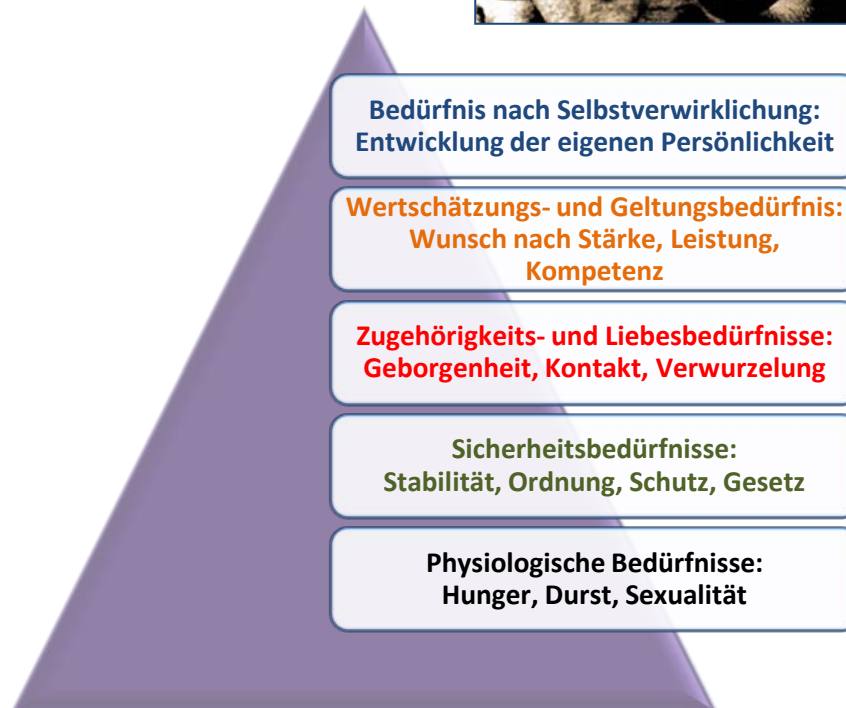 Bedürfnis nach Selbstverwirklichung:
Entwicklung der eigenen Persönlichkeit
Wertschätzungs- und Geltungsbedürfnis:
Wunsch nach Stärke, Leistung,
Kompetenz
Zugehörigkeits- und Liebesbedürfnisse:
Geborgenheit, Kontakt, Verwurzelung
Sicherheitsbedürfnisse:
Stabilität, Ordnung, Schutz, Gesetz
Physiologische Bedürfnisse:
Hunger, Durst, Sexualität